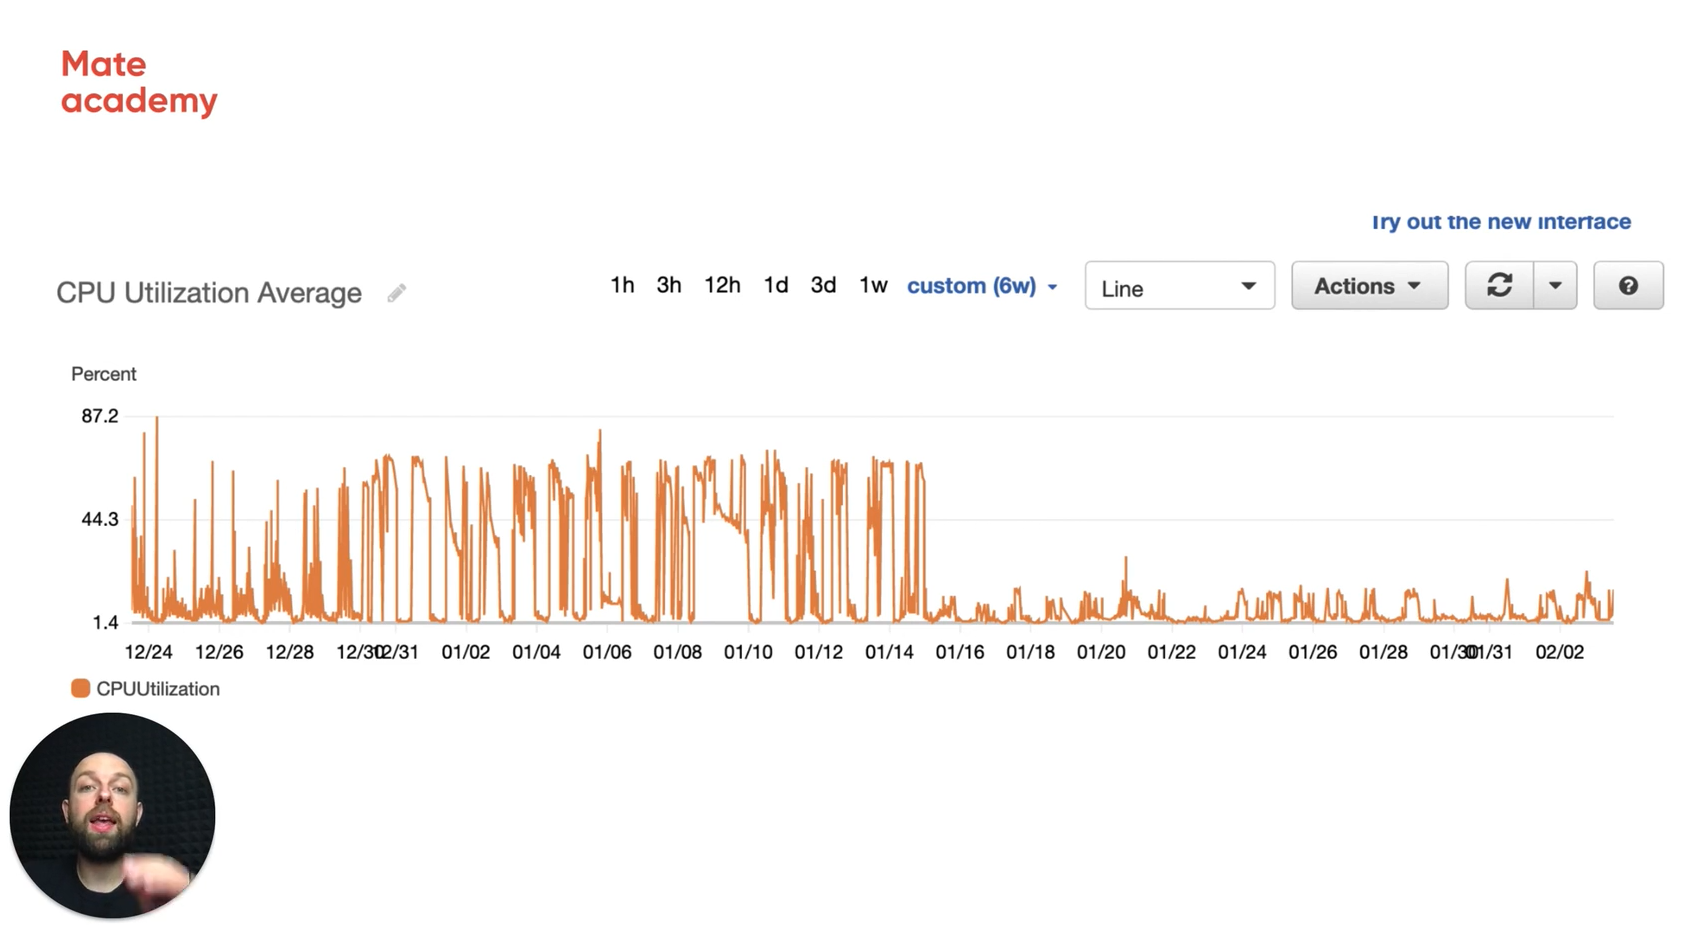 Mate
academy
Try out the new interface
CPU Utilization Average
1h 3h 12h 1d 3d 1w custom (6w) Line Actions
Percent
87.2
44.3
1.4
12/24 12/26 12/28 12/30 12/31 01/02 01/04 01/06 01/08 01/10 01/12 01/14 01/16 01/18 01/20 01/22 01/24 01/26 01/28 01/30 01/31 02/02
CPUUtilization